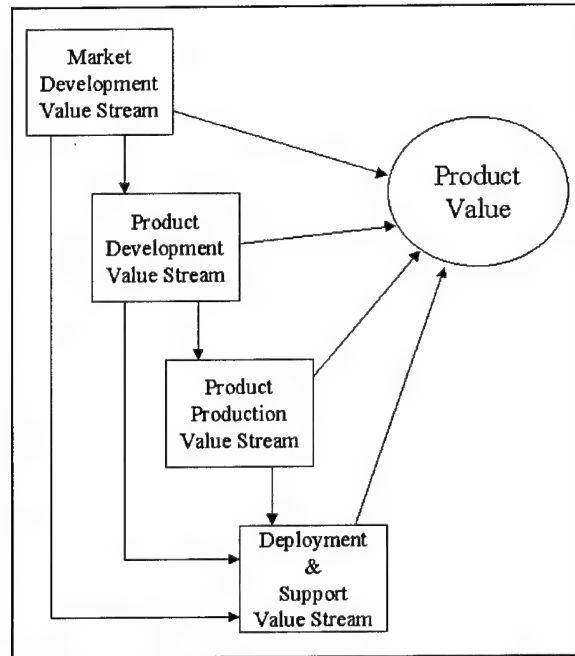 Market
Development
Value Stream
Product
Value
Product
Development
Value Stream
Product
Production
Value Stream
Deployment
&
Support
Value Stream